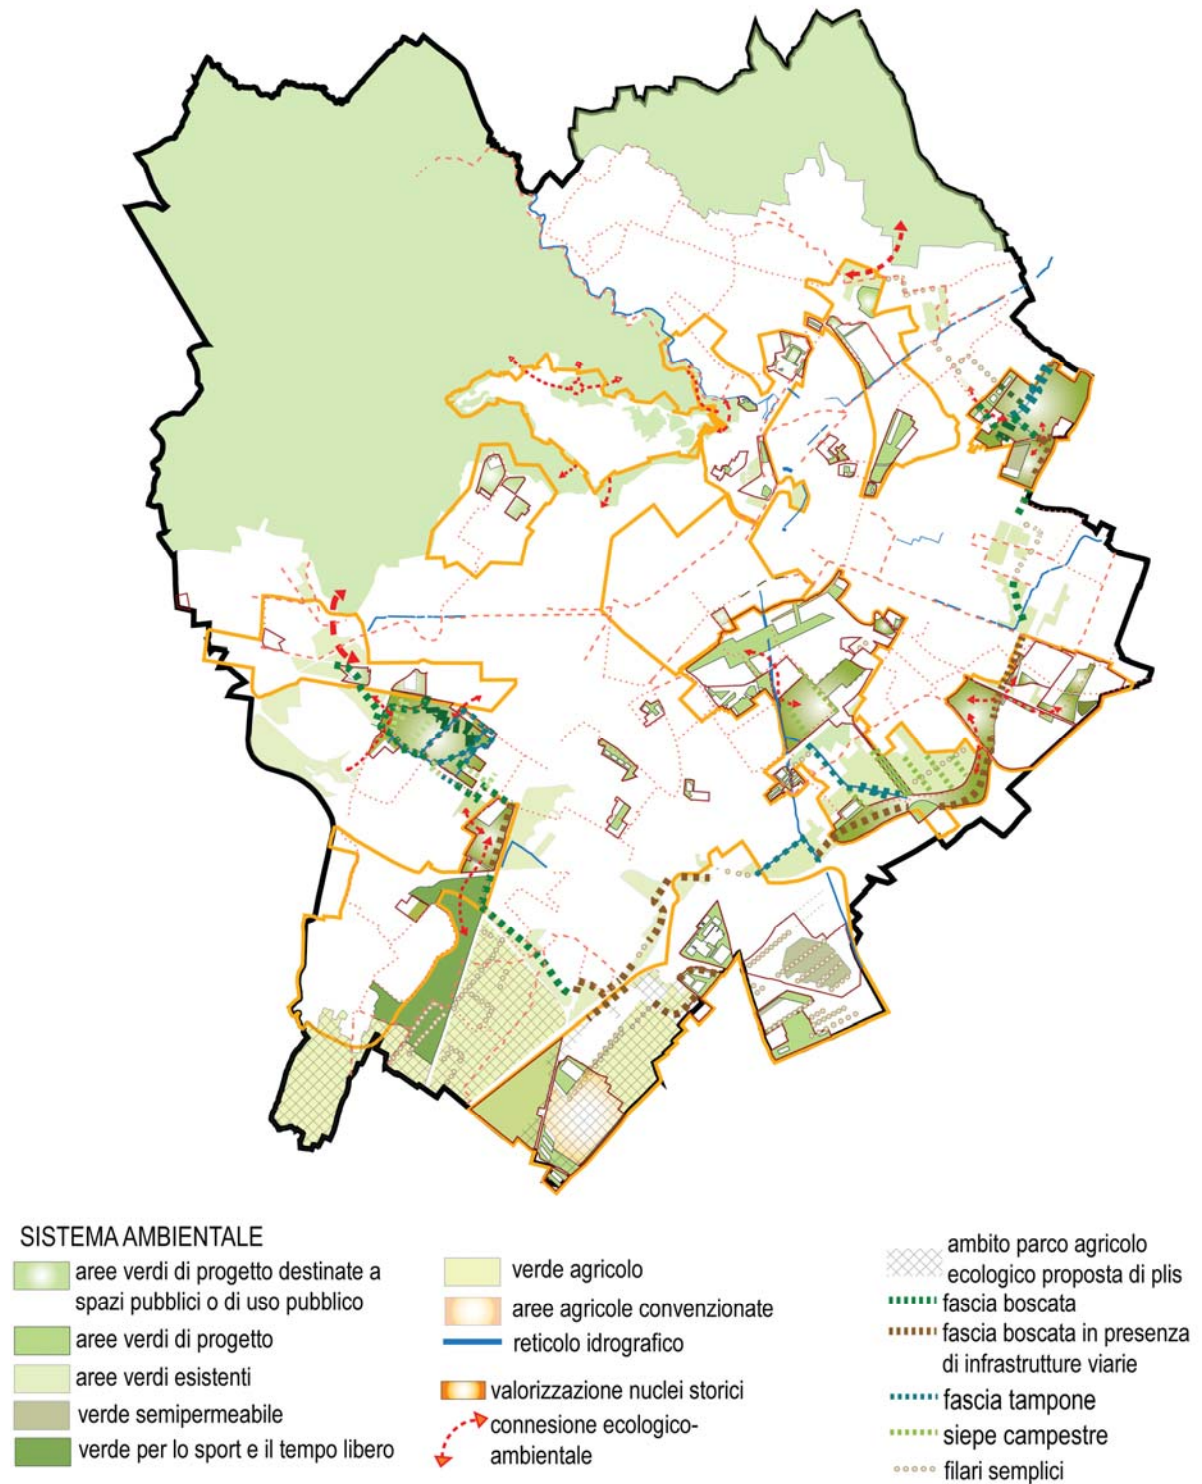 SISTEMA AMBIENTALE
aree verdi di progetto destinate a
spazi pubblici o di uso pubblico
aree verdi di progetto
aree verdi esistenti
verde semipermeabile
verde per lo sport e il tempo libero
verde agricolo
aree agricole convenzionate
reticolo idrografico
valorizzazione nuclei storici
connesione ecologico-
ambientale
ambito parco agricolo
ecologico proposta di plis
fascia boscata
fascia boscata in presenza
di infrastrutture viarie
fascia tampone
siepe campestre
filari semplici